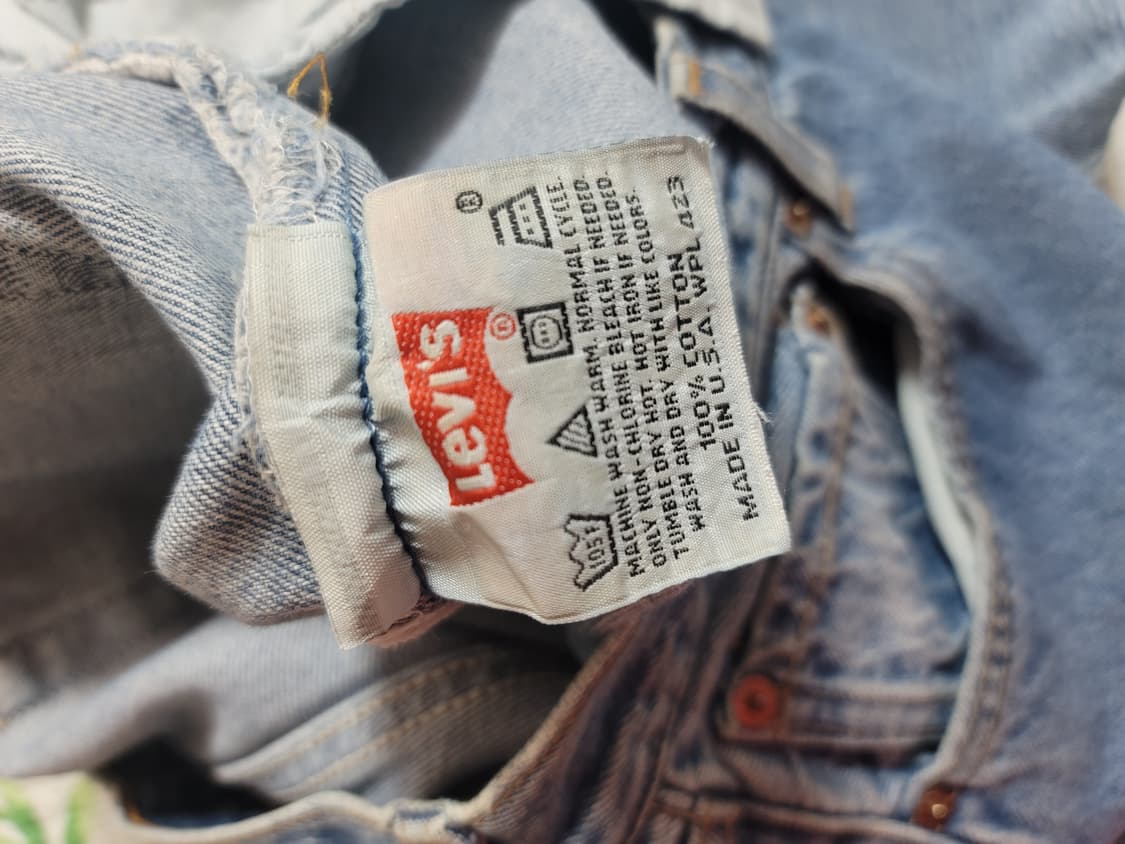 Levi's ®
®
105F
MACHINE WASH WARM. NORMAL CYCLE.
ONLY NON-CHLORINE BLEACH IF NEEDED.
TUMBLE DRY HOT. HOT IRON IF NEEDED.
WASH AND DRY WITH LIKE COLORS.
100% COTTON
MADE IN U.S.A. WPL 423